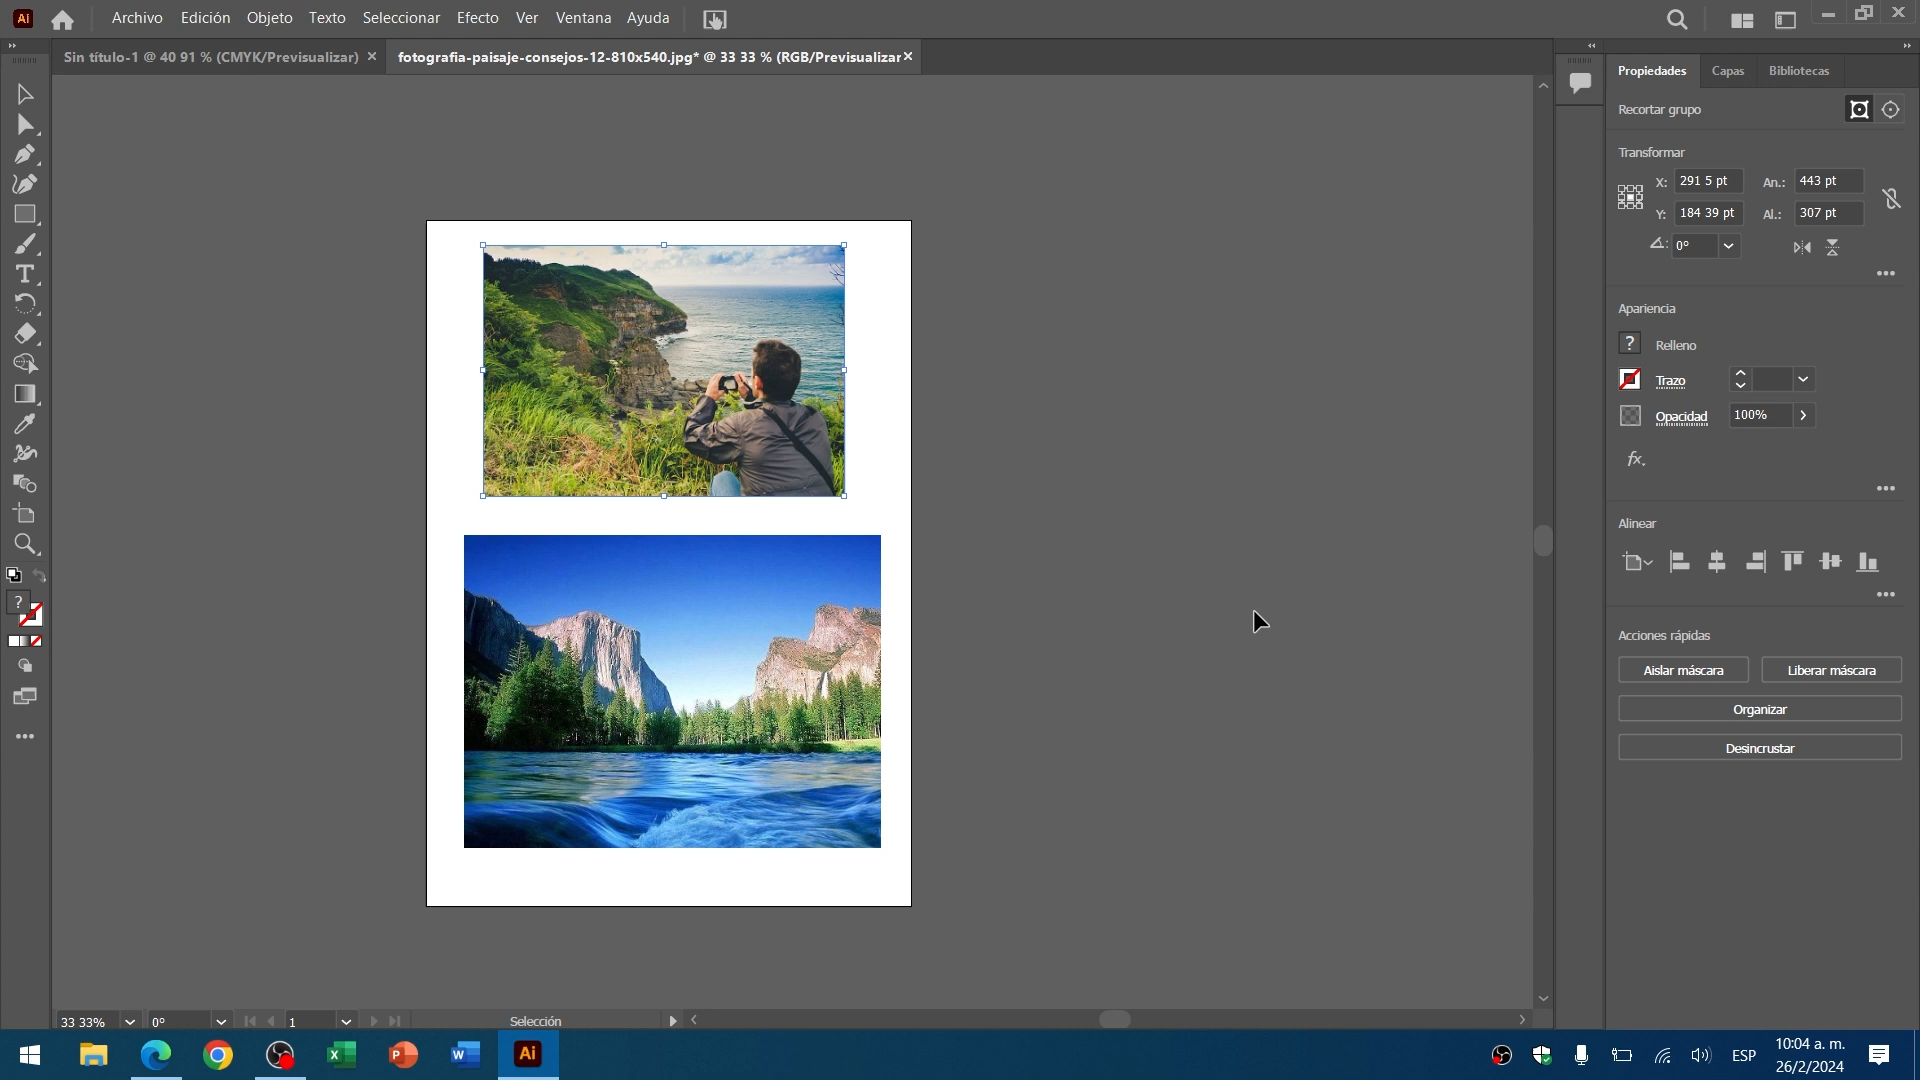 Ai
Archivo Edición Objeto Texto Seleccionar Efecto Ver Ventana Ayuda
Sin título-1 @ 40 91 % (CMYK/Previsualizar)
fotografia-paisaje-consejos-12-810x540.jpg* @ 33 33 % (RGB/Previsualizar
Propiedades Capas Bibliotecas
Recortar grupo
Transformar
X: 291 5 pt An.: 443 pt
Y: 184 39 pt Al.: 307 pt
0°
Apariencia
? Relleno
Trazo
Opacidad 100%
fx.
Alinear
Acciones rápidas
Aislar máscara Liberar máscara
Organizar
Desincrustar
?
33 33% 0° 1 Selección
Ai
ESP
10:04 a. m.
26/2/2024